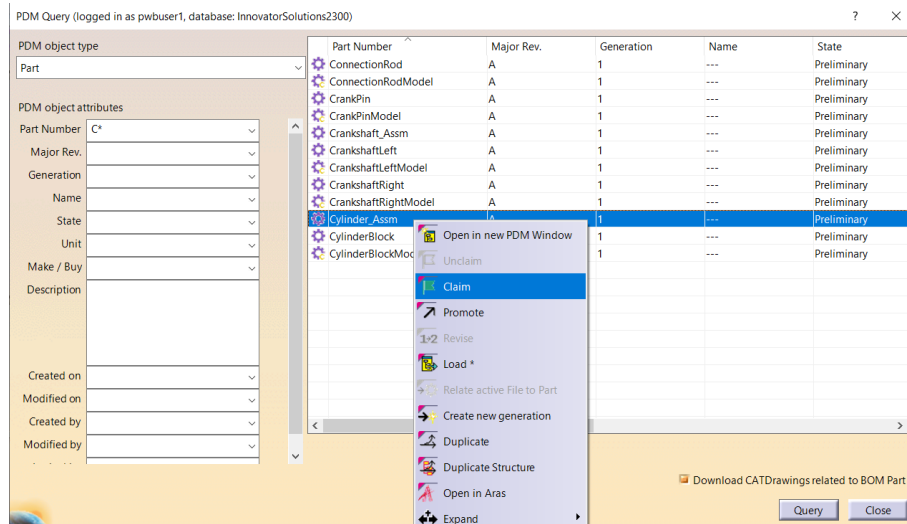 PDM Query (logged in as pwbuser1, database: InnovatorSolutions2300)
? ×
PDM object type
Part
PDM object attributes
Part Number C*
Major Rev.
Generation
Name
State
Unit
Make / Buy
Description
Created on
Modified on
Created by
Modified by
Part Number Major Rev. Generation Name State
ConnectionRod A 1 --- Preliminary
ConnectionRodModel A 1 --- Preliminary
CrankPin A 1 --- Preliminary
CrankPinModel A 1 --- Preliminary
Crankshaft_Assm A 1 --- Preliminary
CrankshaftLeft A 1 --- Preliminary
CrankshaftLeftModel A 1 --- Preliminary
CrankshaftRight A 1 --- Preliminary
CrankshaftRightModel A 1 --- Preliminary
Cylinder_Assm A 1 --- Preliminary
CylinderBlock 1 --- Preliminary
CylinderBlockMod 1 --- Preliminary
Open in new PDM Window
Unclaim
Claim
Promote
1→2 Revise
Load *
Relate active File to Part
Create new generation
Duplicate
Duplicate Structure
Open in Aras
Expand
Download CATDrawings related to BOM Part
Query Close